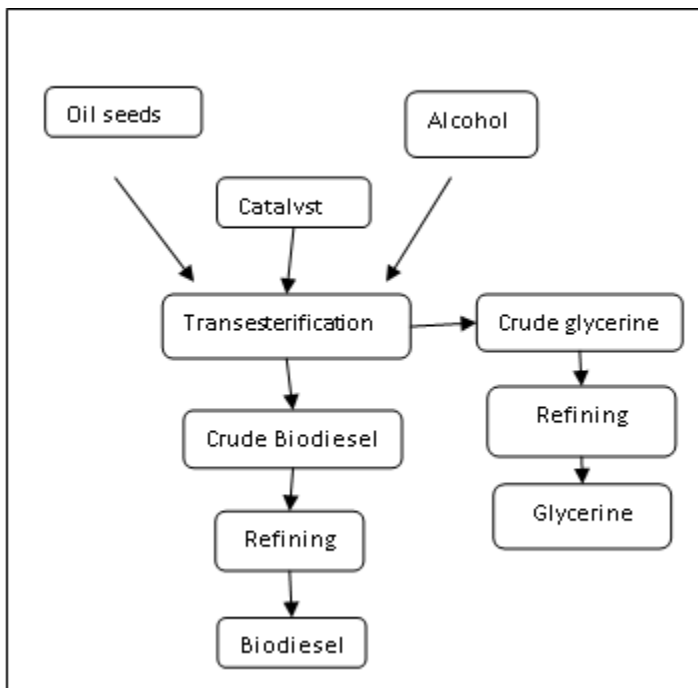 Oil seeds
Alcohol
Catalyst
Transesterification
Crude glycerine
Refining
Crude Biodiesel
Glycerine
Refining
Biodiesel